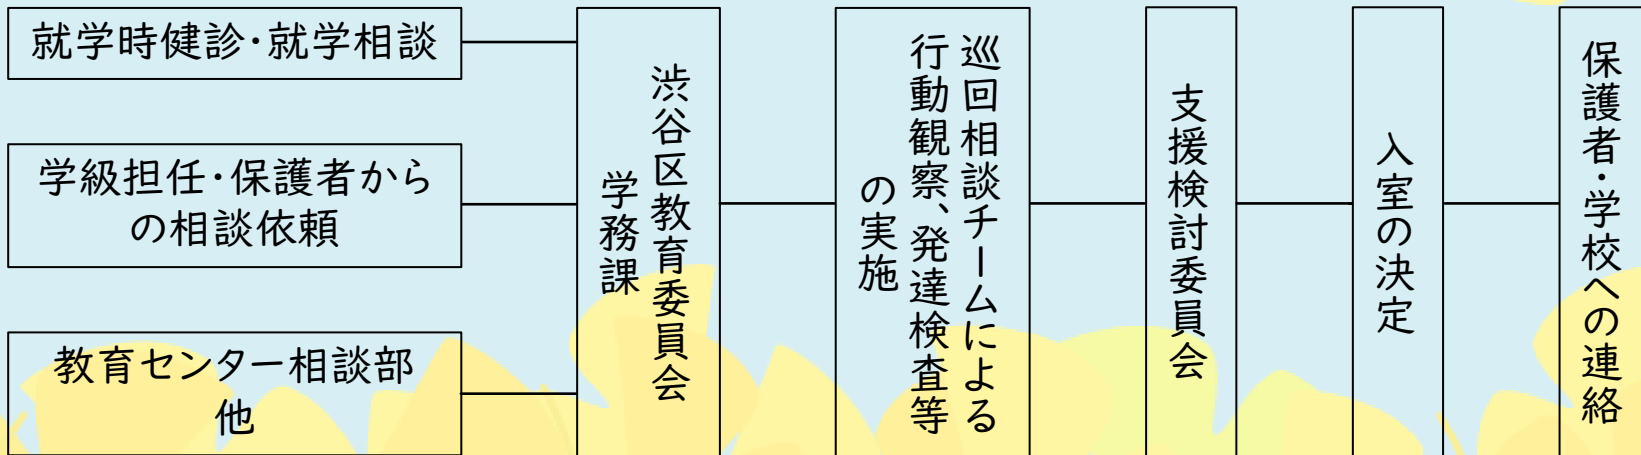 就学時健診・就学相談
学級担任・保護者から
の相談依頼
教育センター相談部
他
渋谷区教育委員会
学務課
巡回相談チームによる
行動観察、発達検査等
の実施
支援検討委員会
入室の決定
保護者・学校への連絡